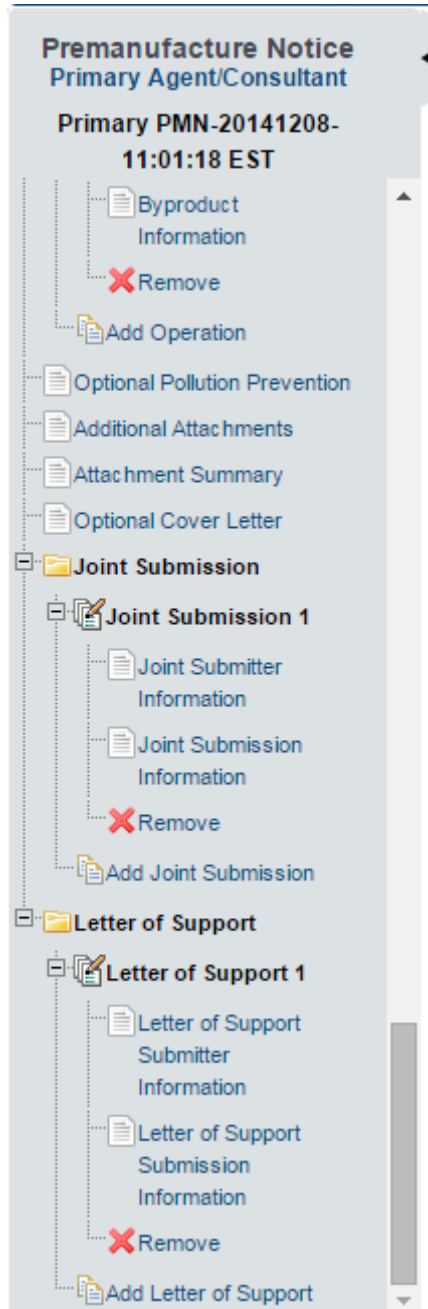 Premanufacture Notice
Primary Agent/Consultant
Primary PMN-20141208-
11:01:18 EST
Byproduct
Information
Remove
Add Operation
Optional Pollution Prevention
Additional Attachments
Attachment Summary
Optional Cover Letter
Joint Submission
Joint Submission 1
Joint Submitter
Information
Joint Submission
Information
Remove
Add Joint Submission
Letter of Support
Letter of Support 1
Letter of Support
Submitter
Information
Letter of Support
Submission
Information
Remove
Add Letter of Support